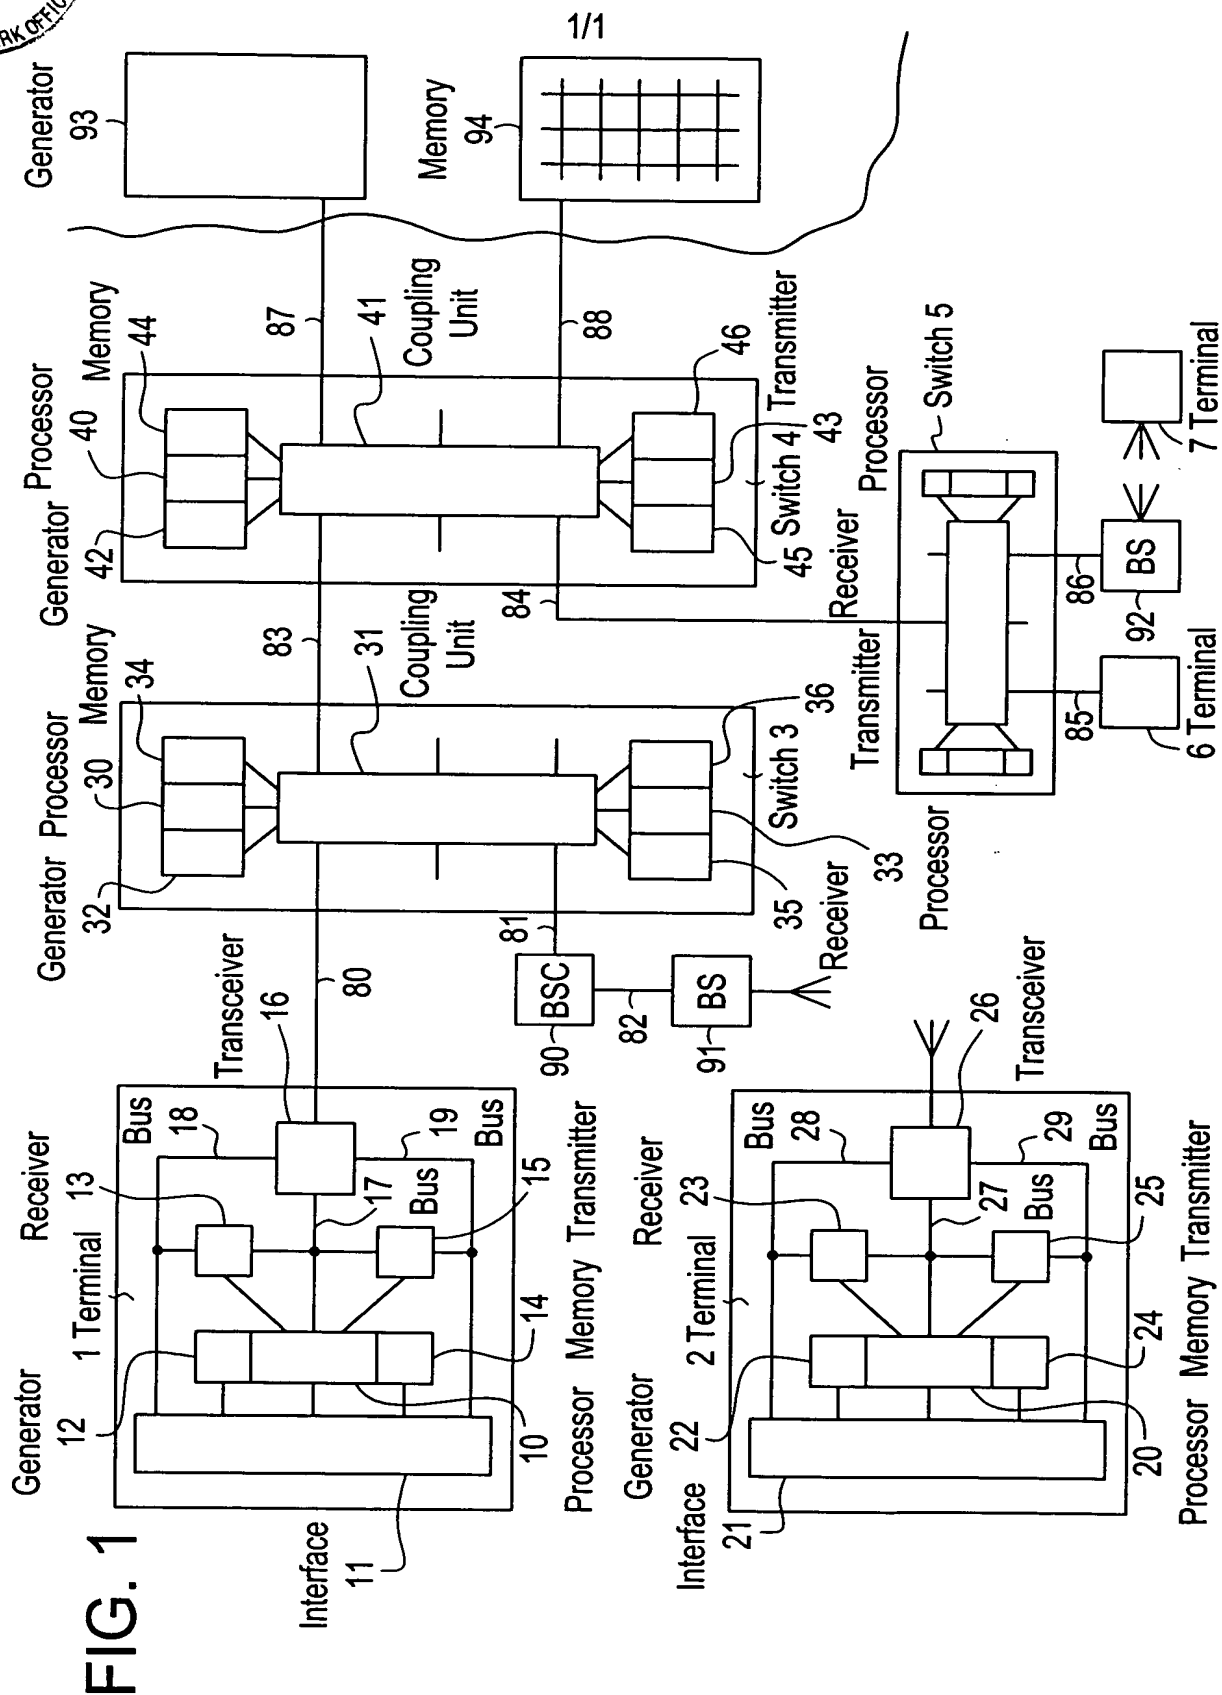 1/1
RK OFFIC
FIG. 1
Generator
12
1 Terminal
Receiver
13
Bus
18
Transceiver
16
19
Bus
Bus
17
15
Interface
11
10
14
Processor
Memory
Transmitter
80
Generator
32
Processor
30
Memory
34
83
31
Coupling
Unit
81
BSC
90
82
BS
91
Receiver
35
33
36
Switch 3
Generator
42
Processor
40
Memory
44
87
41
Coupling
Unit
88
84
45
43
46
Switch 4
Transmitter
Receiver
Generator
93
Memory
94
Interface
21
Generator
22
2 Terminal
Receiver
23
Bus
28
26
Transceiver
27
Bus
29
Bus
25
20
24
Processor
Memory
Transmitter
Processor
Transmitter
Processor
Switch 5
85
86
BS
92
6 Terminal
7 Terminal